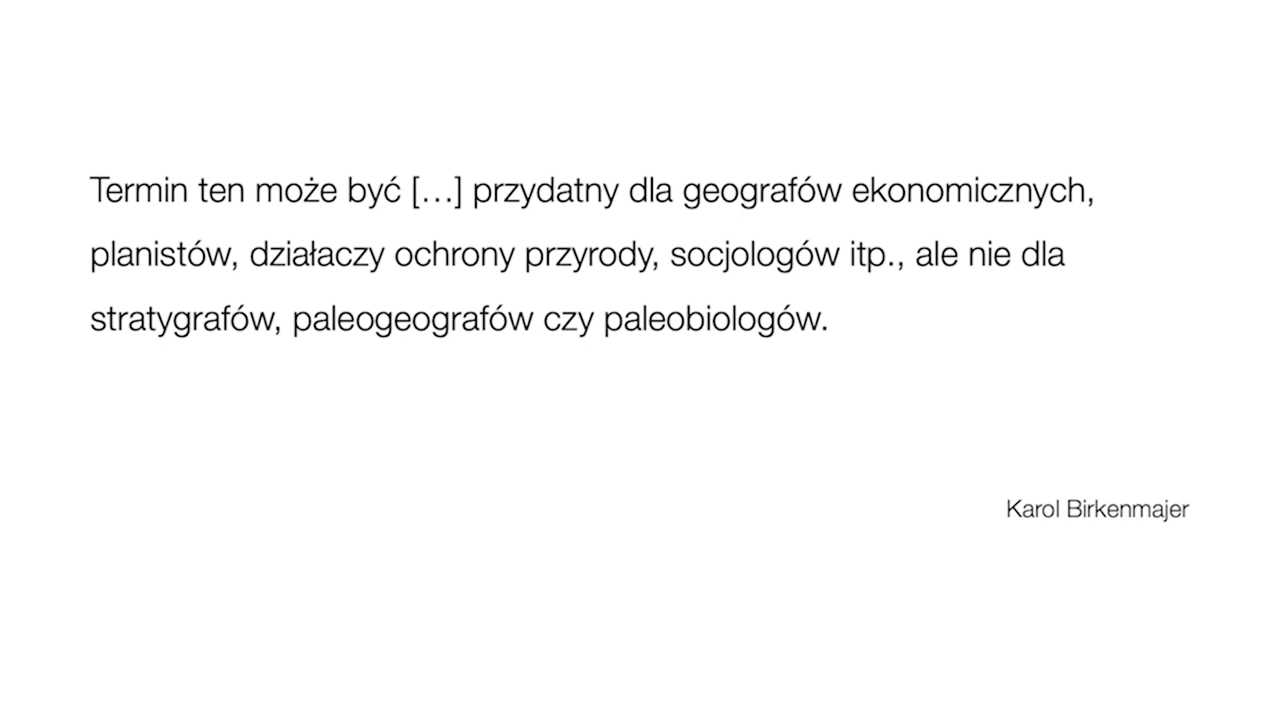 Termin ten może być […] przydatny dla geografów ekonomicznych,
planistów, działaczy ochrony przyrody, socjologów itp., ale nie dla
stratygrafów, paleogeografów czy paleobiologów.
Karol Birkenmajer